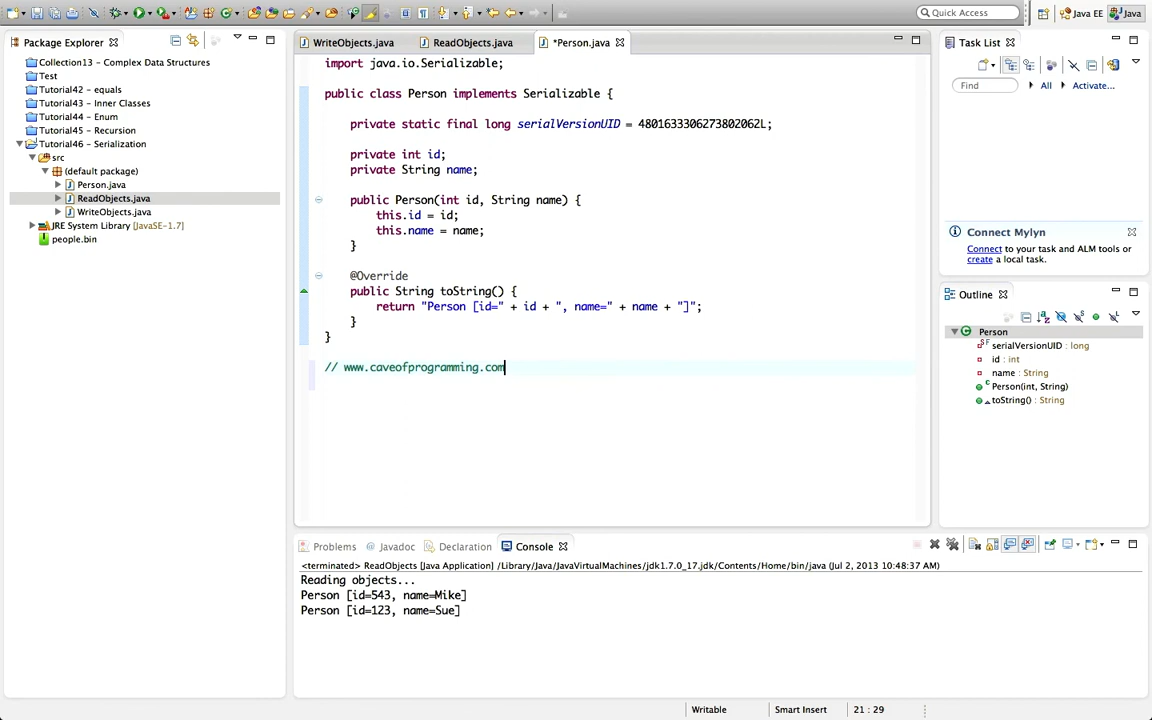 Quick Access
Java EE
Java
Package Explorer
Collection13 - Complex Data Structures
Test
Tutorial42 - equals
Tutorial43 - Inner Classes
Tutorial44 - Enum
Tutorial45 - Recursion
Tutorial46 - Serialization
src
(default package)
Person.java
ReadObjects.java
WriteObjects.java
JRE System Library [JavaSE-1.7]
people.bin
WriteObjects.java
ReadObjects.java
*Person.java
import java.io.Serializable;
public class Person implements Serializable {
private static final long serialVersionUID = 4801633306273802062L;
private int id;
private String name;
public Person(int id, String name) {
this.id = id;
this.name = name;
}
@Override
public String toString() {
return "Person [id=" + id + ", name=" + name + "]";
}
}
// www.caveofprogramming.com
Task List
Find
All
Activate...
Connect Mylyn
Connect to your task and ALM tools or
create a local task.
Outline
Person
serialVersionUID : long
id : int
name : String
Person(int, String)
toString() : String
Problems
@ Javadoc
Declaration
Console
<terminated> ReadObjects [Java Application] /Library/Java/JavaVirtualMachines/jdk1.7.0_17.jdk/Contents/Home/bin/java (Jul 2, 2013 10:48:37 AM)
Reading objects...
Person [id=543, name=Mike]
Person [id=123, name=Sue]
Writable
Smart Insert
21 : 29